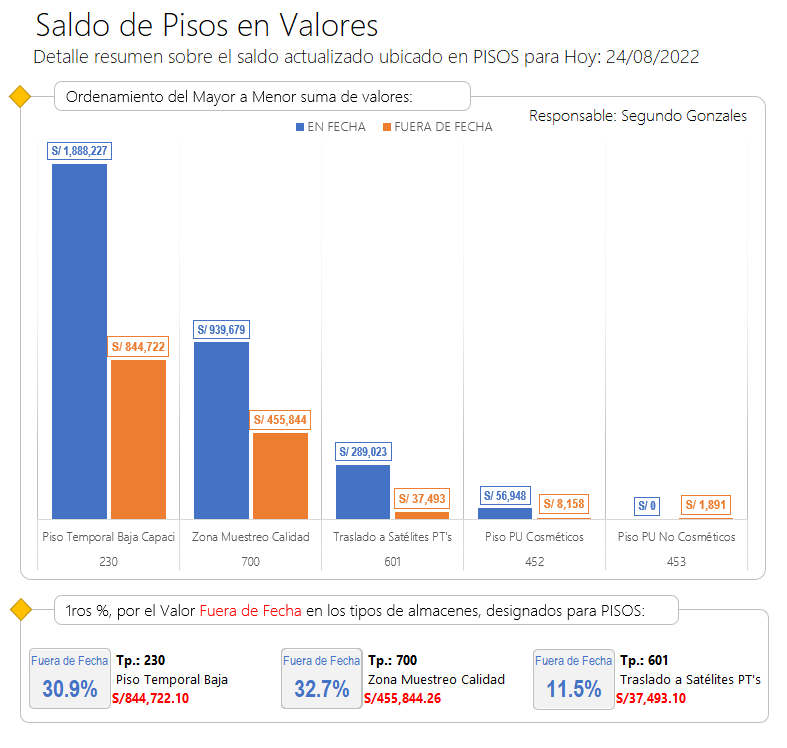 Saldo de Pisos en Valores
Detalle resumen sobre el saldo actualizado ubicado en PISOS para Hoy: 24/08/2022
Ordenamiento del Mayor a Menor suma de valores:
Responsable: Segundo Gonzales
EN FECHA FUERA DE FECHA
S/ 1,888,227
S/ 844,722
S/ 939,679
S/ 455,844
S/ 289,023
S/ 37,493
S/ 56,948
S/ 8,158
S/ 0
S/ 1,891
Piso Temporal Baja Capaci Zona Muestreo Calidad Traslado a Satélites PT's Piso PU Cosméticos Piso PU No Cosméticos
230 700 601 452 453
1ros %, por el Valor Fuera de Fecha en los tipos de almacenes, designados para PISOS:
Fuera de Fecha
30.9%
Tp.: 230
Piso Temporal Baja
S/844,722.10
Fuera de Fecha
32.7%
Tp.: 700
Zona Muestreo Calidad
S/455,844.26
Fuera de Fecha
11.5%
Tp.: 601
Traslado a Satélites PT's
S/37,493.10